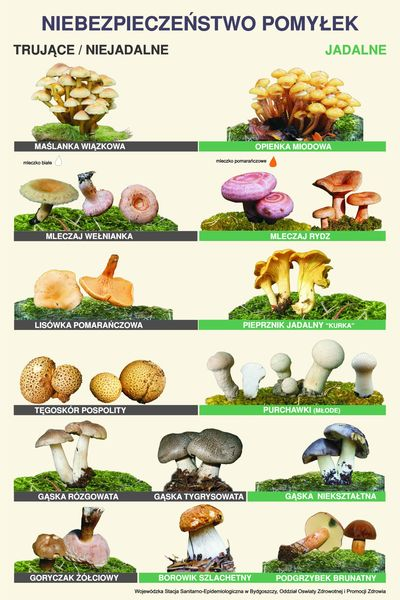 NIEBEZPIECZEŃSTWO POMYŁEK
TRUJĄCE / NIEJADALNE
JADALNE
MAŚLANKA WIĄZKOWA
OPIENKA MIODOWA
mleczko białe
mleczko pomarańczowe
MLECZAJ WEŁNIANKA
MLECZAJ RYDZ
LISÓWKA POMARAŃCZOWA
PIEPRZNIK JADALNY "KURKA"
TĘGOSKÓR POSPOLITY
PURCHAWKI (MŁODE)
GĄSKA RÓZGOWATA
GĄSKA TYGRYSOWATA
GĄSKA NIEKSZTAŁTNA
GORYCZAK ŻÓŁCIOWY
BOROWIK SZLACHETNY
PODGRZYBEK BRUNATNY
Wojewódzka Stacja Sanitarno-Epidemiologiczna w Bydgoszczy, Oddział Oświaty Zdrowotnej i Promocji Zdrowia